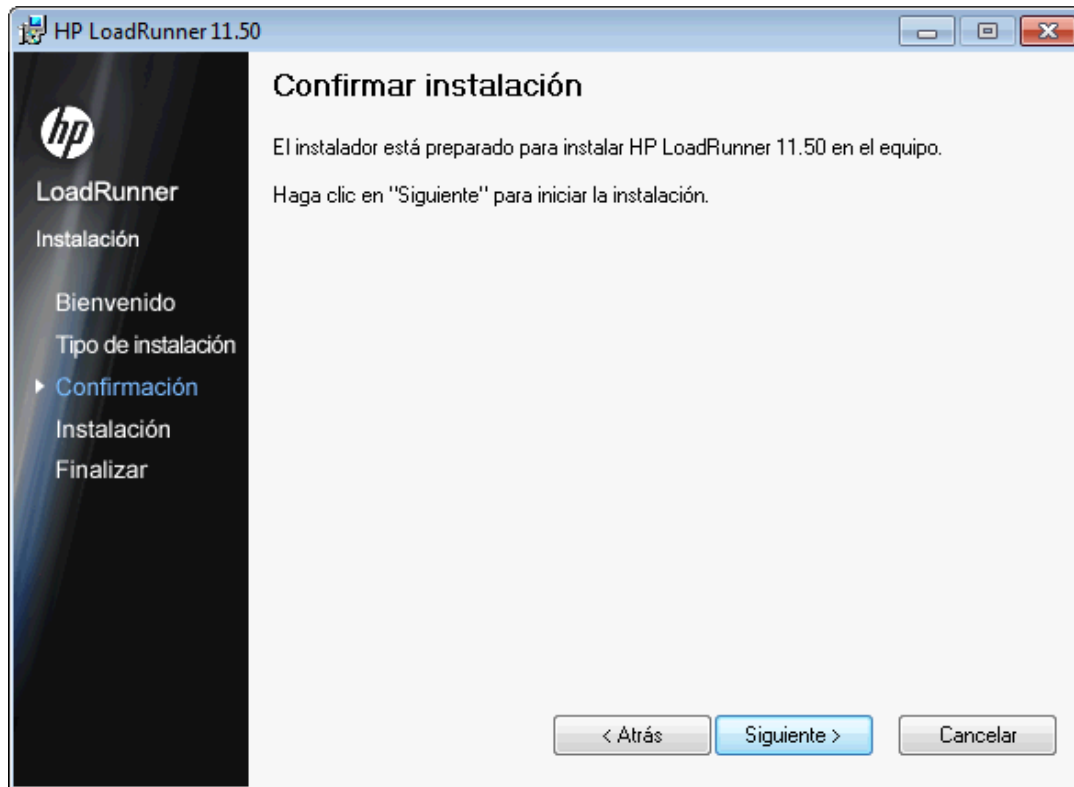 HP LoadRunner 11.50
hp
LoadRunner
Instalación
Bienvenido
Tipo de instalación
Confirmación
Instalación
Finalizar
Confirmar instalación
El instalador está preparado para instalar HP LoadRunner 11.50 en el equipo.
Haga clic en "Siguiente" para iniciar la instalación.
< Atrás
Siguiente >
Cancelar